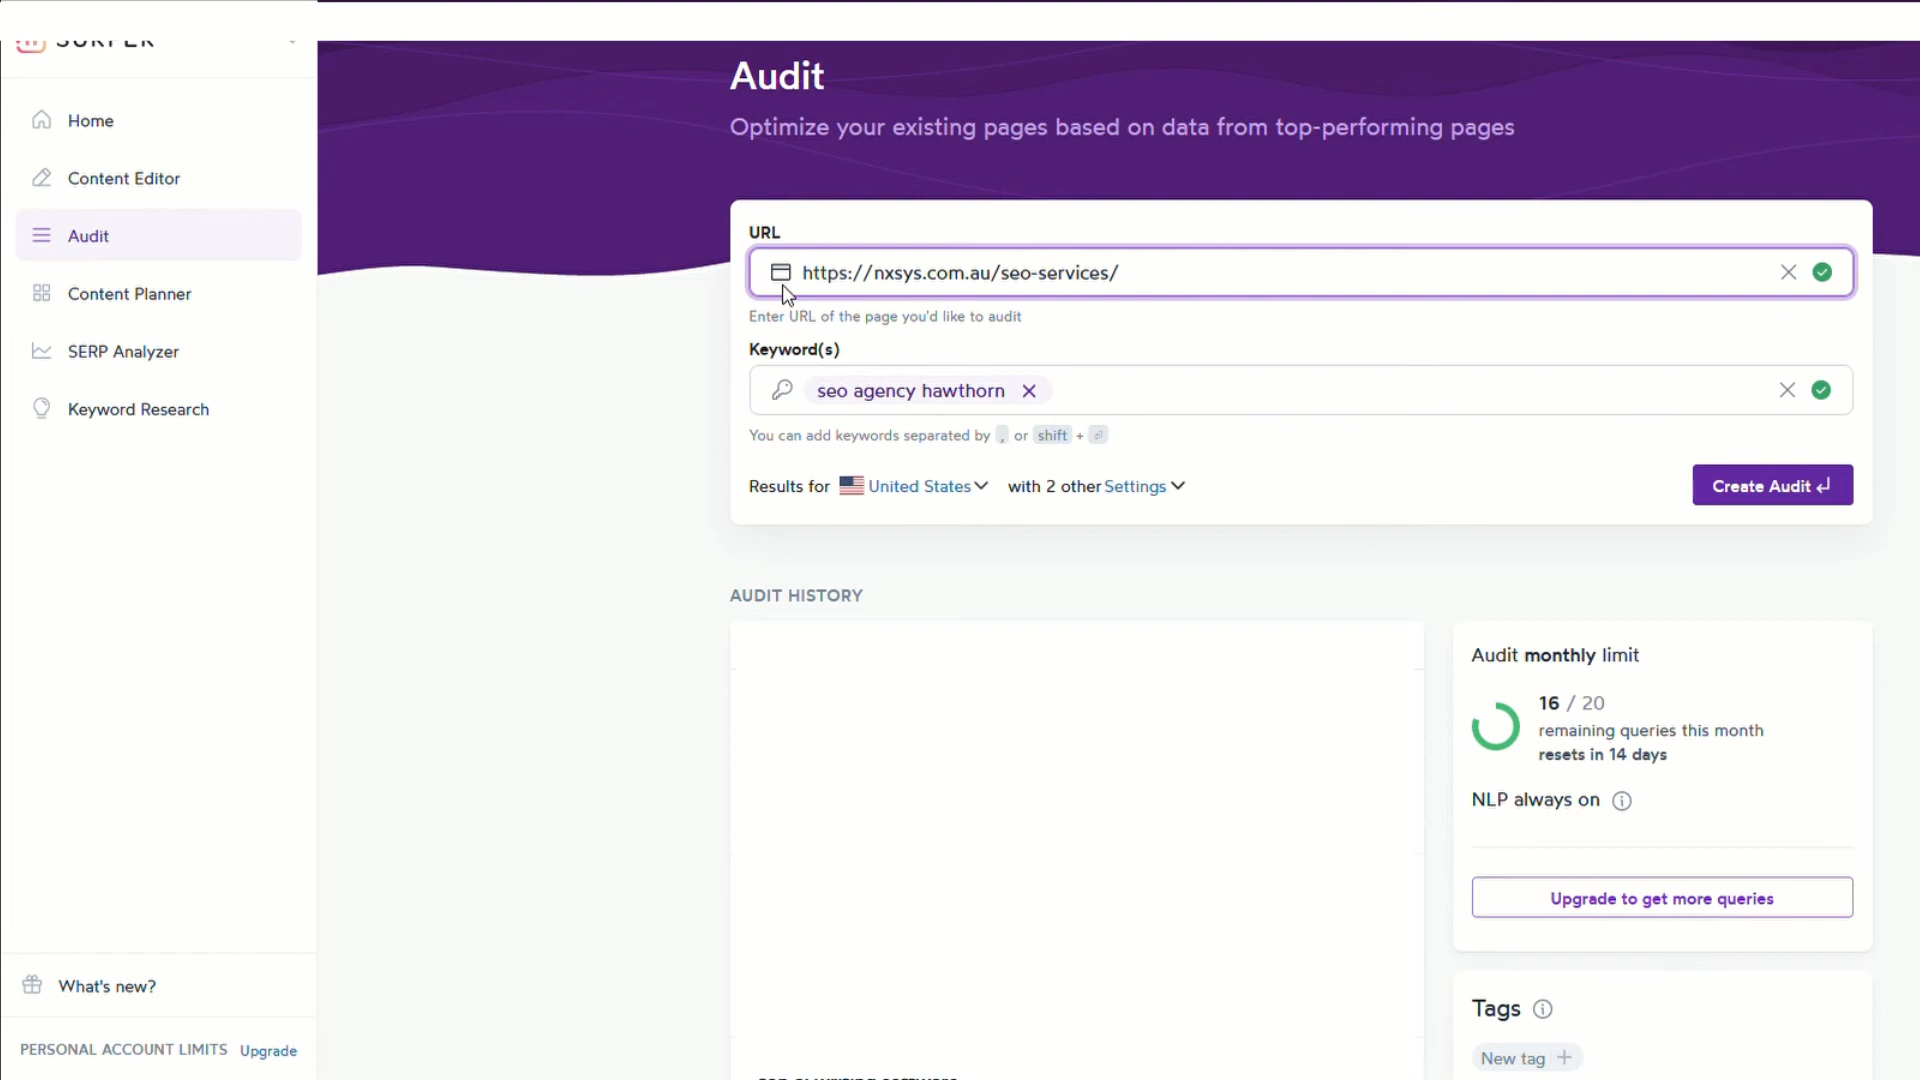 SURFER
Home
Content Editor
Audit
Content Planner
SERP Analyzer
Keyword Research
What's new?
PERSONAL ACCOUNT LIMITS Upgrade
Audit
Optimize your existing pages based on data from top-performing pages
URL
https://nxsys.com.au/seo-services/
Enter URL of the page you'd like to audit
Keyword(s)
seo agency hawthorn
You can add keywords separated by , or shift + ⏎
Results for United States with 2 other Settings
Create Audit ↵
AUDIT HISTORY
Audit monthly limit
16 / 20
remaining queries this month
resets in 14 days
NLP always on
Upgrade to get more queries
Tags
New tag +